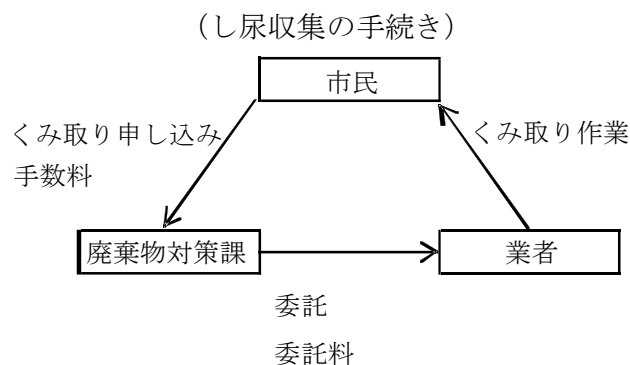 （し尿収集の手続き）
市民
くみ取り申し込み
手数料
くみ取り作業
廃棄物対策課
業者
委託
委託料